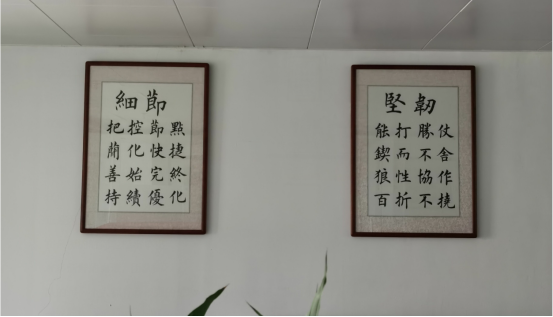 細節
把控節點
簡化快捷
善始完終
持續優化
堅韌
能打勝仗
鍥而不舍
狼性協作
百折不撓